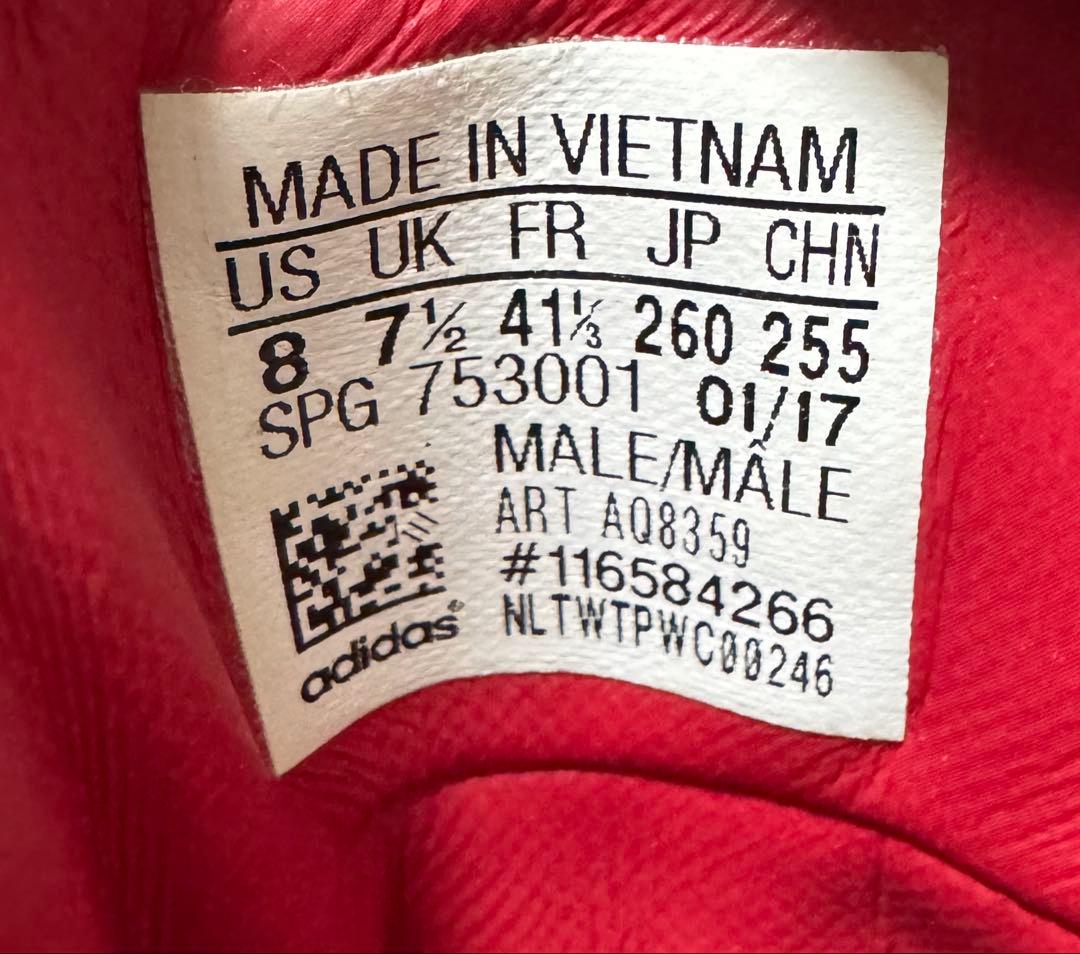 MADE IN VIETNAM
US UK FR JP CHN
8 7½ 41⅓ 260 255
SPG 753001 01/17
MALE/MÂLE
ART AQ8359
#116584266
NLTWTPWC00246
adidas®